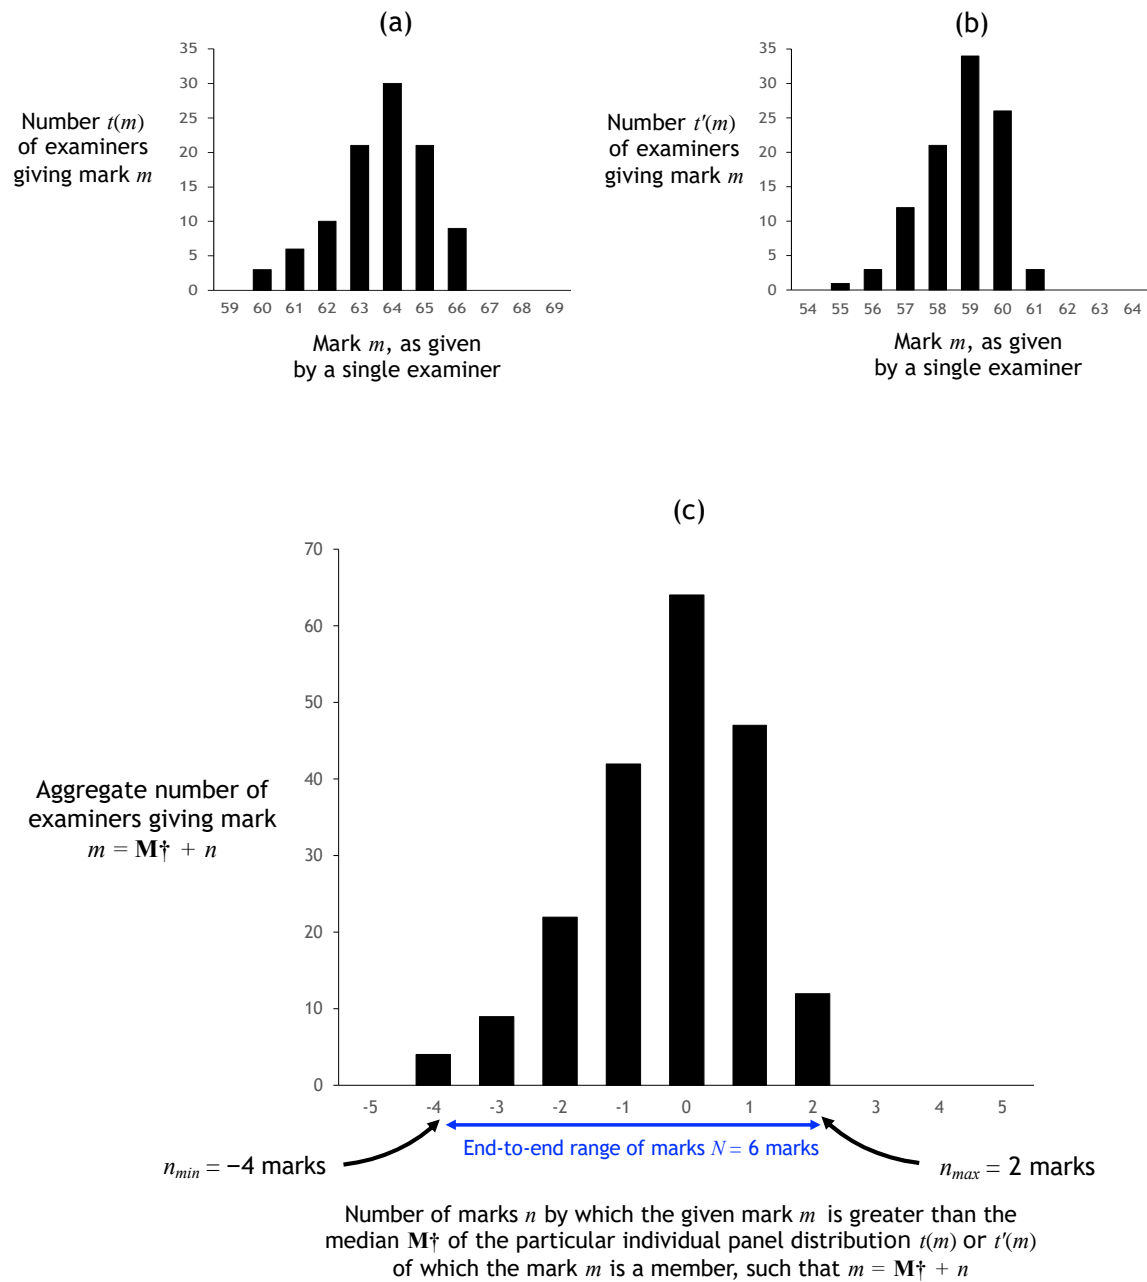 (a)
35
30
25
20
15
10
5
0
Number t(m)
of examiners
giving mark m
59 60 61 62 63 64 65 66 67 68 69
Mark m, as given
by a single examiner
(b)
35
30
25
20
15
10
5
0
Number t'(m)
of examiners
giving mark m
54 55 56 57 58 59 60 61 62 63 64
Mark m, as given
by a single examiner
(c)
70
60
50
40
30
20
10
0
Aggregate number of
examiners giving mark
m = M† + n
-5 -4 -3 -2 -1 0 1 2 3 4 5
End-to-end range of marks N = 6 marks
nmin = −4 marks
nmax = 2 marks
Number of marks n by which the given mark m is greater than the
median M† of the particular individual panel distribution t(m) or t'(m)
of which the mark m is a member, such that m = M† + n